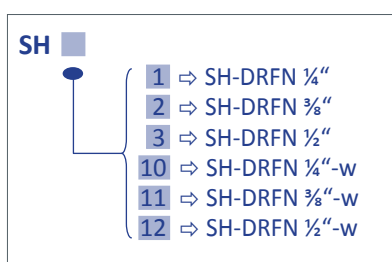 SH
1 ⇨ SH-DRFN ¼“
2 ⇨ SH-DRFN ⅜“
3 ⇨ SH-DRFN ½“
10 ⇨ SH-DRFN ¼“-w
11 ⇨ SH-DRFN ⅜“-w
12 ⇨ SH-DRFN ½“-w